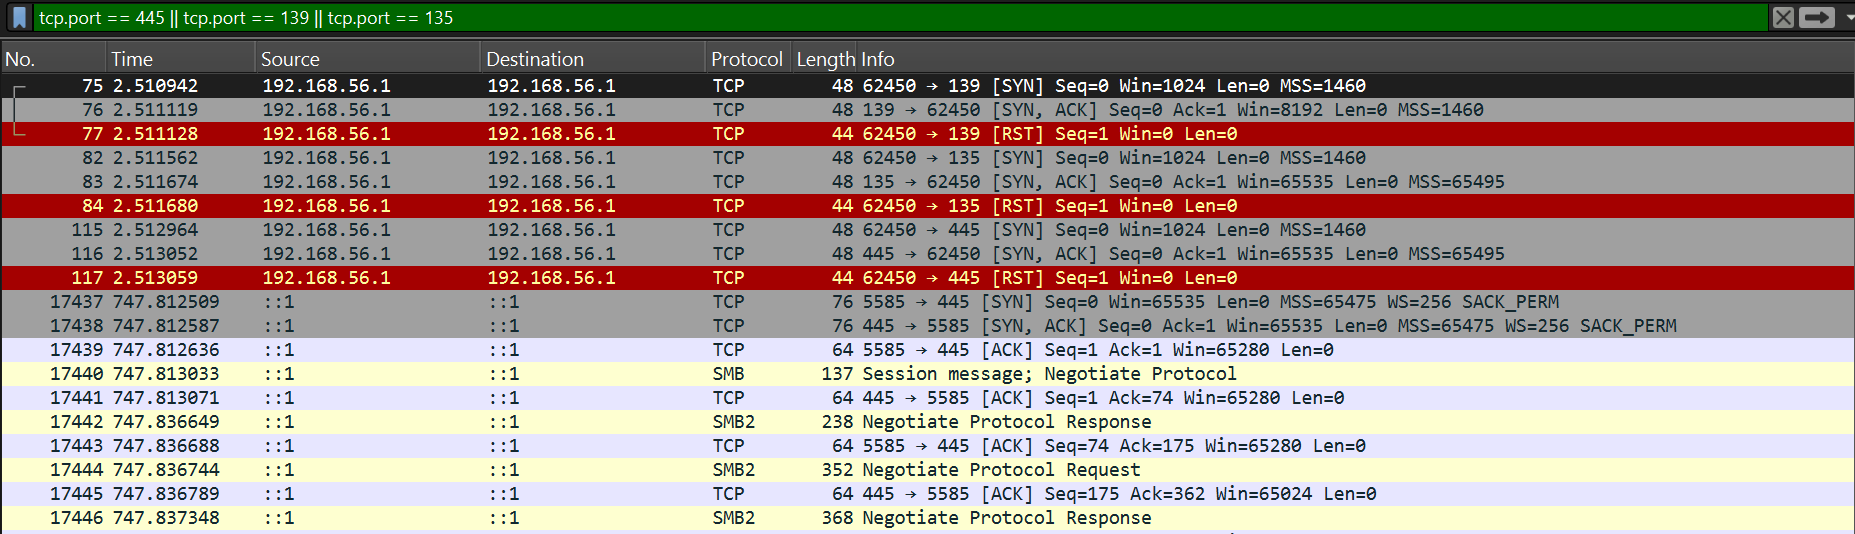 tcp.port == 445 || tcp.port == 139 || tcp.port == 135
No. Time Source Destination Protocol Length Info
75 2.510942 192.168.56.1 192.168.56.1 TCP 48 62450 → 139 [SYN] Seq=0 Win=1024 Len=0 MSS=1460
76 2.511119 192.168.56.1 192.168.56.1 TCP 48 139 → 62450 [SYN, ACK] Seq=0 Ack=1 Win=8192 Len=0 MSS=1460
77 2.511128 192.168.56.1 192.168.56.1 TCP 44 62450 → 139 [RST] Seq=1 Win=0 Len=0
82 2.511562 192.168.56.1 192.168.56.1 TCP 48 62450 → 135 [SYN] Seq=0 Win=1024 Len=0 MSS=1460
83 2.511674 192.168.56.1 192.168.56.1 TCP 48 135 → 62450 [SYN, ACK] Seq=0 Ack=1 Win=65535 Len=0 MSS=65495
84 2.511680 192.168.56.1 192.168.56.1 TCP 44 62450 → 135 [RST] Seq=1 Win=0 Len=0
115 2.512964 192.168.56.1 192.168.56.1 TCP 48 62450 → 445 [SYN] Seq=0 Win=1024 Len=0 MSS=1460
116 2.513052 192.168.56.1 192.168.56.1 TCP 48 445 → 62450 [SYN, ACK] Seq=0 Ack=1 Win=65535 Len=0 MSS=65495
117 2.513059 192.168.56.1 192.168.56.1 TCP 44 62450 → 445 [RST] Seq=1 Win=0 Len=0
17437 747.812509 ::1 ::1 TCP 76 5585 → 445 [SYN] Seq=0 Win=65535 Len=0 MSS=65475 WS=256 SACK_PERM
17438 747.812587 ::1 ::1 TCP 76 445 → 5585 [SYN, ACK] Seq=0 Ack=1 Win=65535 Len=0 MSS=65475 WS=256 SACK_PERM
17439 747.812636 ::1 ::1 TCP 64 5585 → 445 [ACK] Seq=1 Ack=1 Win=65280 Len=0
17440 747.813033 ::1 ::1 SMB 137 Session message; Negotiate Protocol
17441 747.813071 ::1 ::1 TCP 64 445 → 5585 [ACK] Seq=1 Ack=74 Win=65280 Len=0
17442 747.836649 ::1 ::1 SMB2 238 Negotiate Protocol Response
17443 747.836688 ::1 ::1 TCP 64 5585 → 445 [ACK] Seq=74 Ack=175 Win=65280 Len=0
17444 747.836744 ::1 ::1 SMB2 352 Negotiate Protocol Request
17445 747.836789 ::1 ::1 TCP 64 445 → 5585 [ACK] Seq=175 Ack=362 Win=65024 Len=0
17446 747.837348 ::1 ::1 SMB2 368 Negotiate Protocol Response